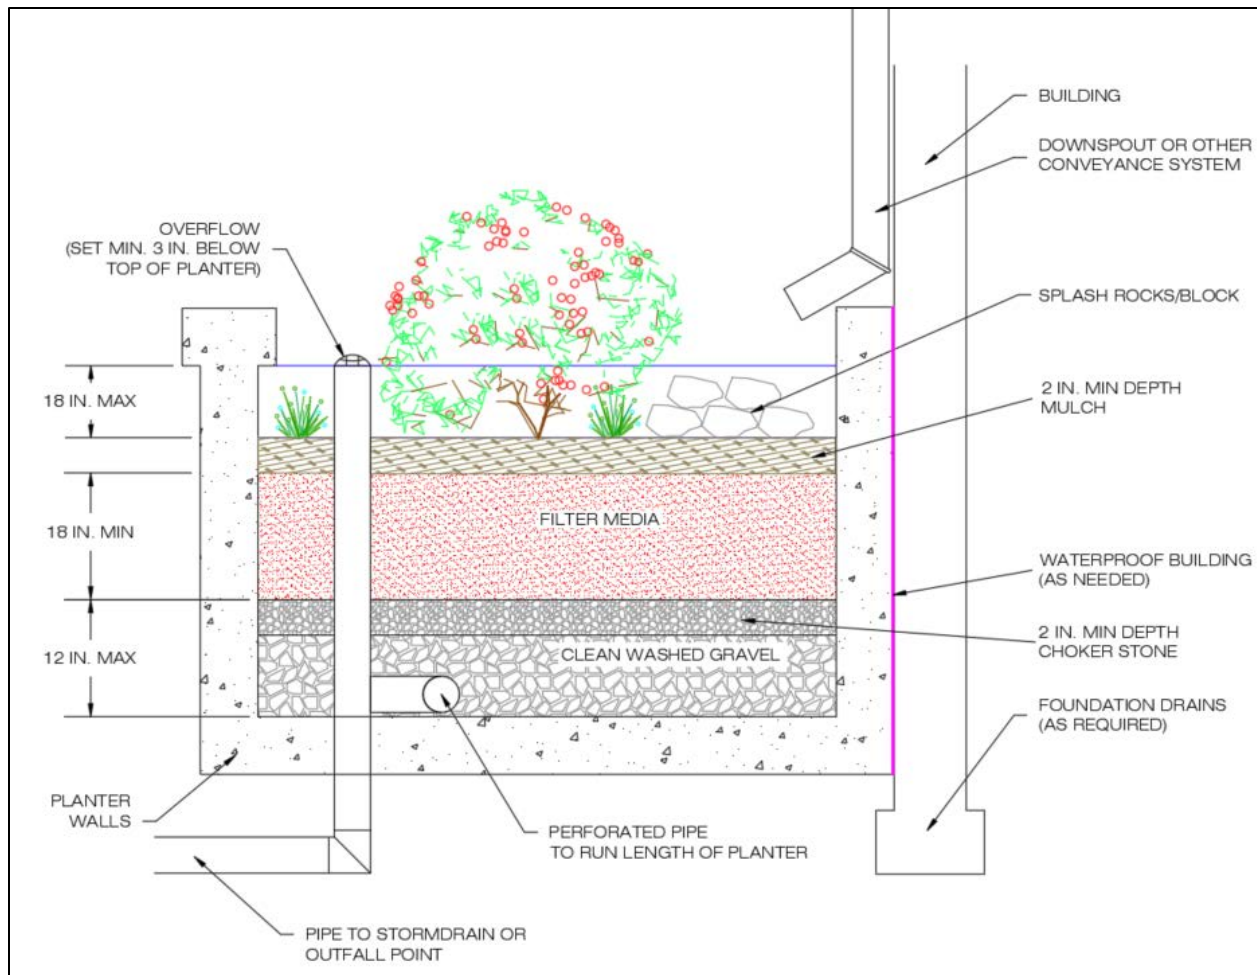 BUILDING
DOWNSPOUT OR OTHER
CONVEYANCE SYSTEM
OVERFLOW
(SET MIN. 3 IN. BELOW
TOP OF PLANTER)
SPLASH ROCKS/BLOCK
18 IN. MAX
2 IN. MIN DEPTH
MULCH
FILTER MEDIA
18 IN. MIN
WATERPROOF BUILDING
(AS NEEDED)
2 IN. MIN DEPTH
CHOKER STONE
12 IN. MAX
CLEAN WASHED GRAVEL
FOUNDATION DRAINS
(AS REQUIRED)
PLANTER
WALLS
PERFORATED PIPE
TO RUN LENGTH OF PLANTER
PIPE TO STORMDRAIN OR
OUTFALL POINT